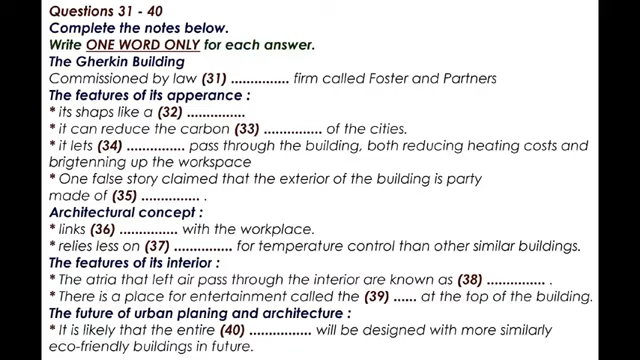 Questions 31 - 40
Complete the notes below.
Write ONE WORD ONLY for each answer.
The Gherkin Building
Commissioned by law (31) ............... firm called Foster and Partners
The features of its apperance :
* its shaps like a (32) ...............
* it can reduce the carbon (33) ............... of the cities.
* it lets (34) ............... pass through the building, both reducing heating costs and
brigtenning up the workspace
* One false story claimed that the exterior of the building is party
made of (35) ............... .
Architectural concept :
* links (36) ............... with the workplace.
* relies less on (37) ............... for temperature control than other similar buildings.
The features of its interior :
* The atria that left air pass through the interior are known as (38) ............... .
* There is a place for entertainment called the (39) ...... at the top of the building.
The future of urban planing and architecture :
* It is likely that the entire (40) ................ will be designed with more similarly
eco-friendly buildings in future.